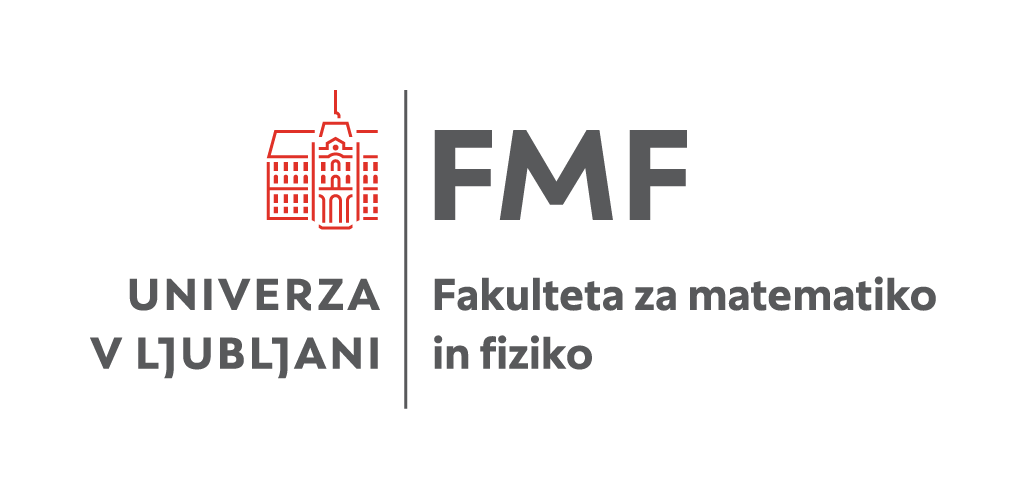 UNIVERZA
V LJUBLJANI
FMF
Fakulteta za matematiko
in fiziko